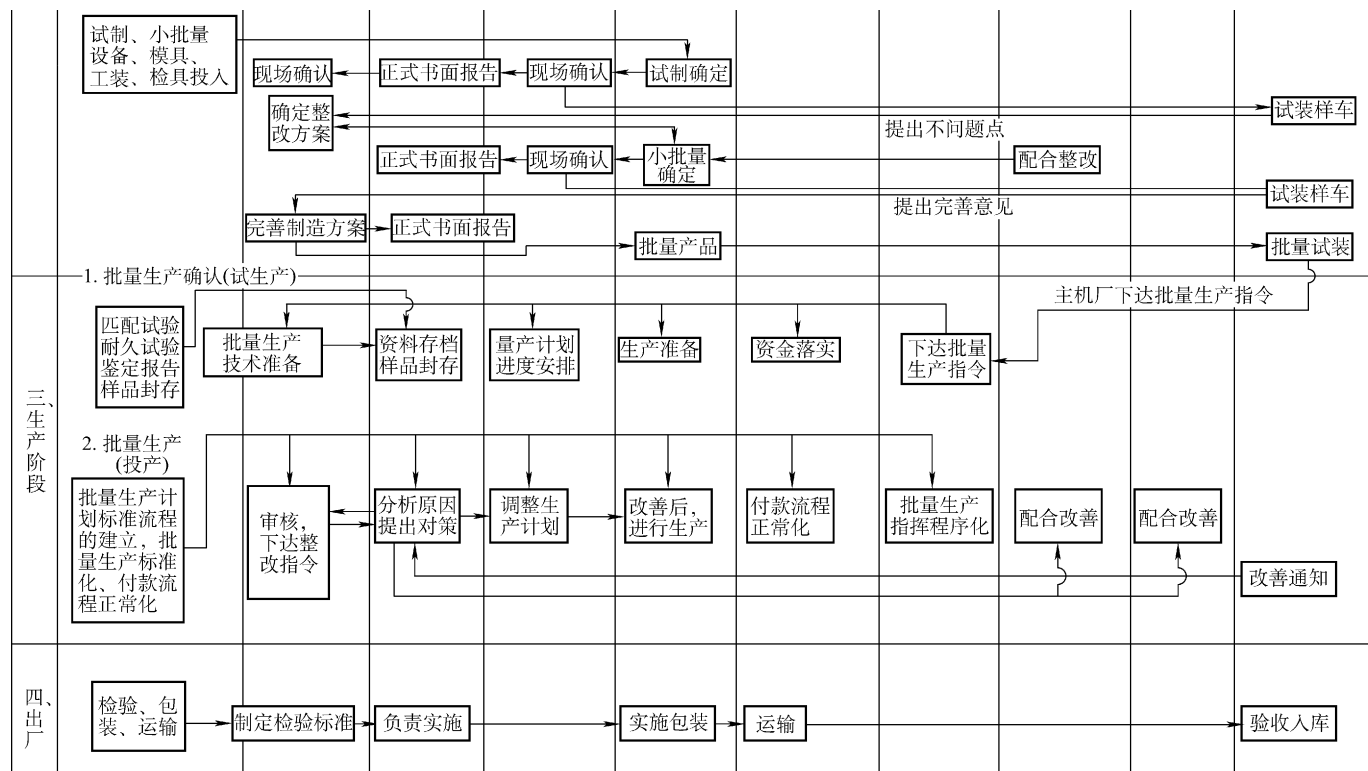 试制、小批量
设备、模具、
工装、检具投入
现场确认
正式书面报告
现场确认
试制确定
确定整
改方案
试装样车
提出不问题点
正式书面报告
现场确认
小批量
确定
配合整改
试装样车
提出完善意见
完善制造方案
正式书面报告
批量产品
批量试装
1. 批量生产确认(试生产)
主机厂下达批量生产指令
三、生产阶段
匹配试验
耐久试验
鉴定报告
样品封存
批量生产
技术准备
资料存档
样品封存
量产计划
进度安排
生产准备
资金落实
下达批量
生产指令
2. 批量生产
(投产)
批量生产计
划标准流程
的建立，批
量生产标准
化、付款流
程正常化
审核，
下达整
改指令
分析原因
提出对策
调整生
产计划
改善后，
进行生产
付款流程
正常化
批量生产
指挥程序化
配合改善
配合改善
改善通知
四、出厂
检验、包
装、运输
制定检验标准
负责实施
实施包装
运输
验收入库